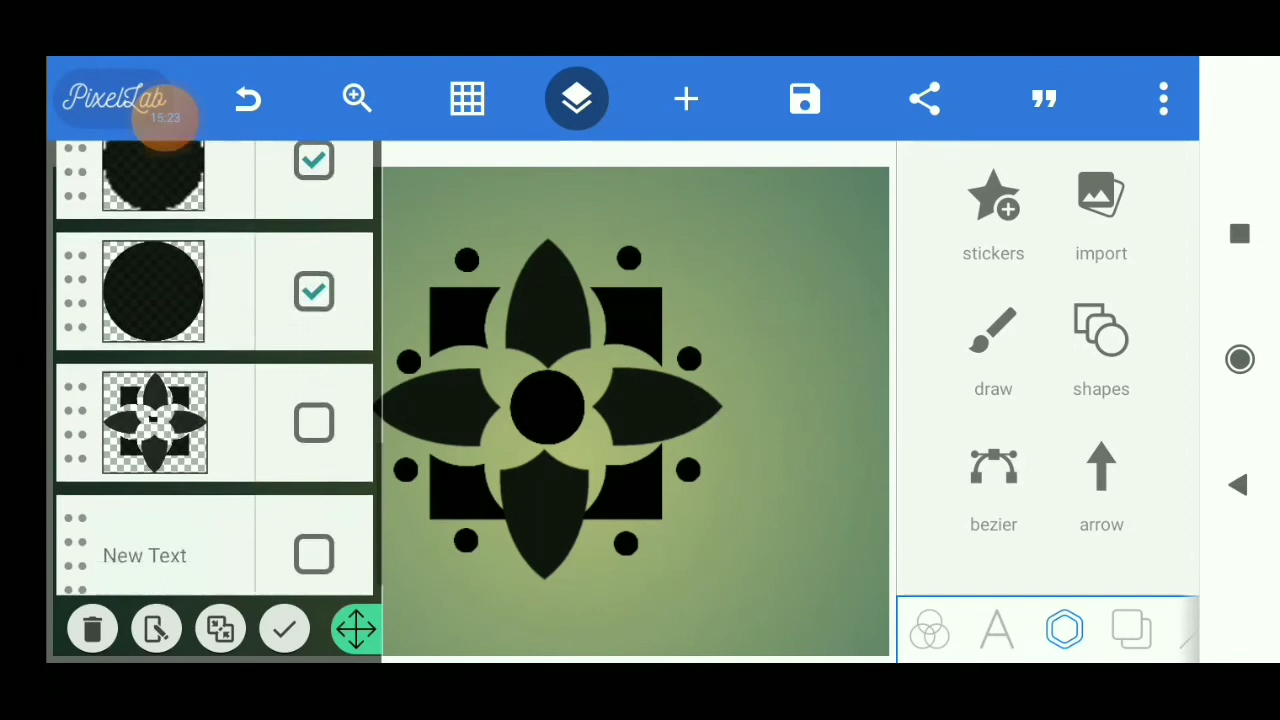 PixelLab
15:23
stickers
import
draw
shapes
bezier
arrow
New Text